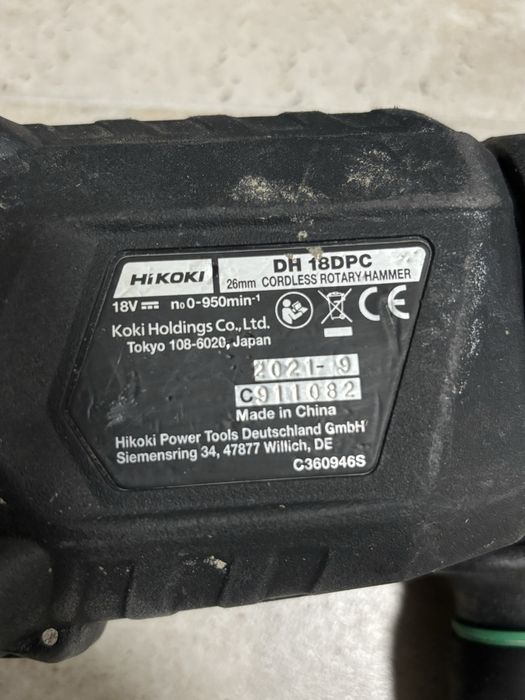 HiKOKI
DH 18DPC
26mm CORDLESS ROTARY HAMMER
18V n₀0-950min⁻¹
Koki Holdings Co., Ltd.
Tokyo 108-6020, Japan
CE
2021-9
C911082
Made in China
Hikoki Power Tools Deutschland GmbH
Siemensring 34, 47877 Willich, DE
C360946S